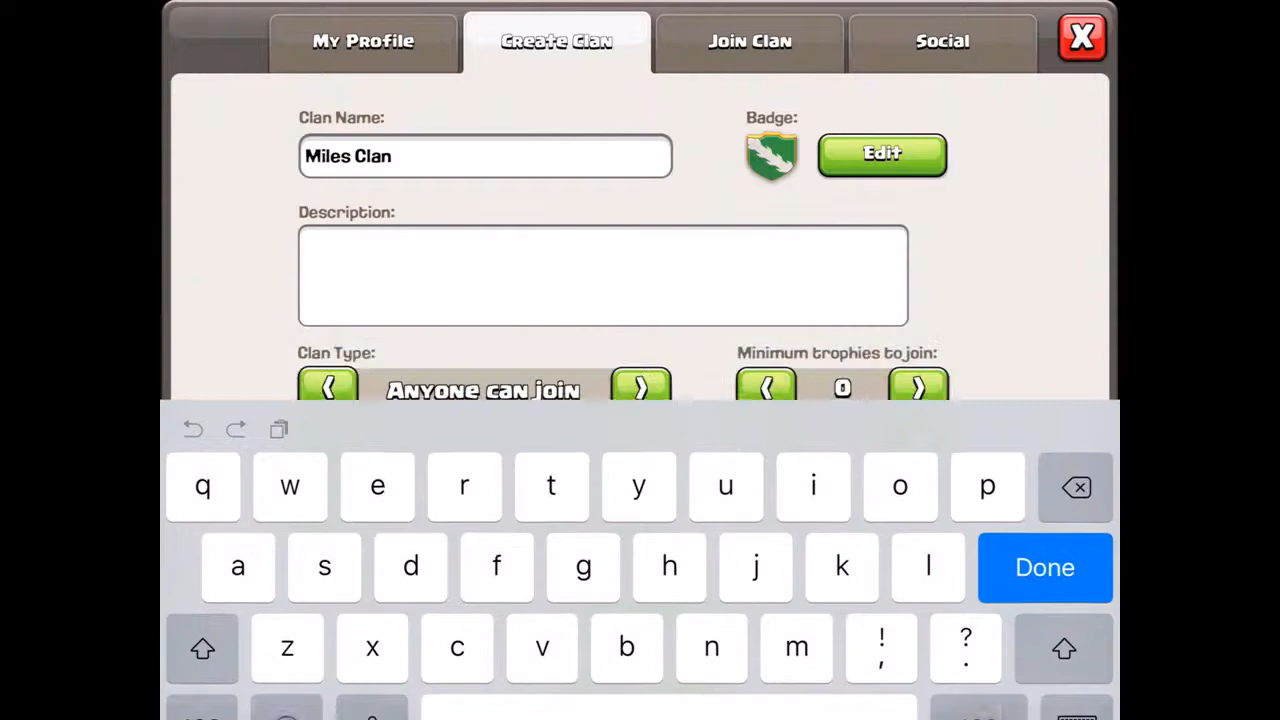 My Profile Create Clan Join Clan Social X
Clan Name: Badge:
Miles Clan Edit
Description:
Clan Type: Minimum trophies to join:
Anyone can join 0
q w e r t y u i o p
a s d f g h j k l Done
z x c v b n m ! , ? .